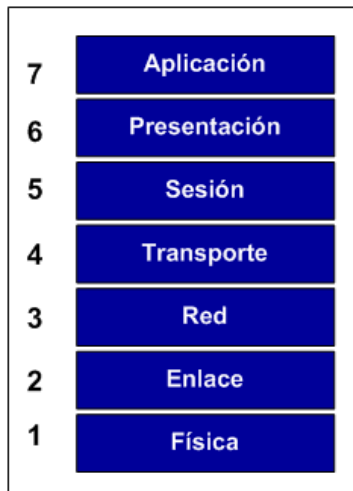 7 Aplicación
6 Presentación
5 Sesión
4 Transporte
3 Red
2 Enlace
1 Física